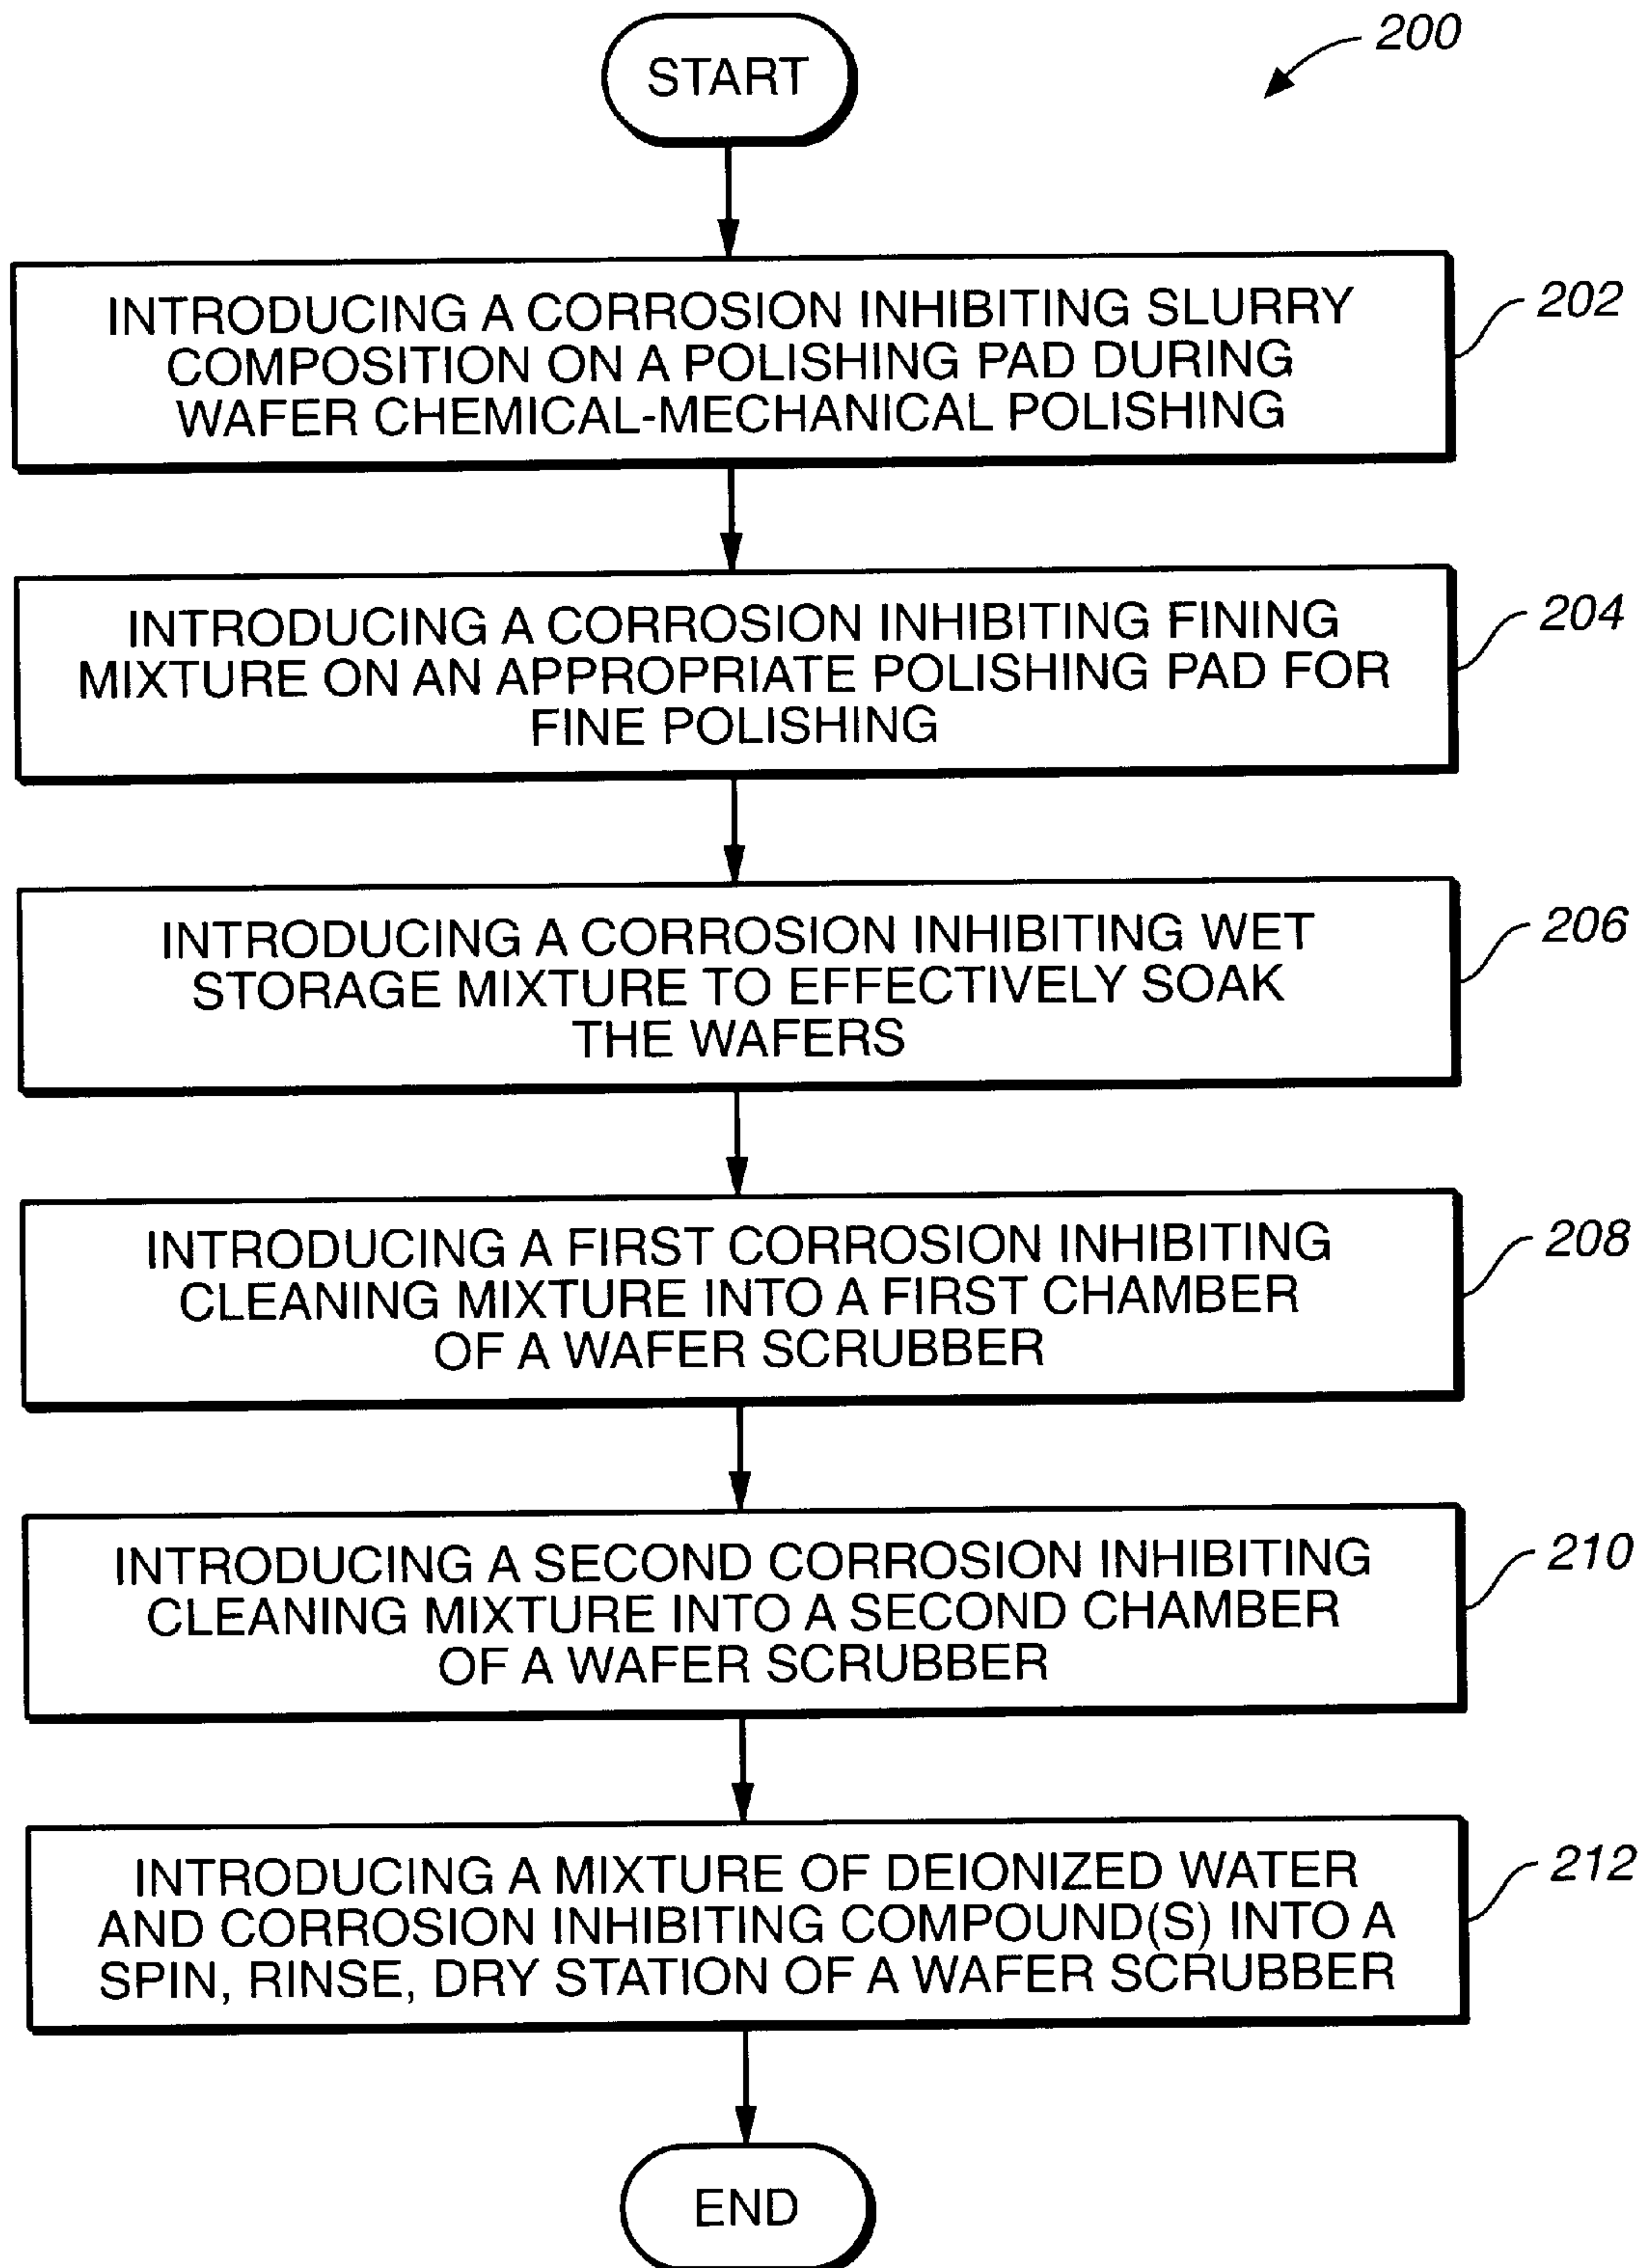 START
200
INTRODUCING A CORROSION INHIBITING SLURRY
COMPOSITION ON A POLISHING PAD DURING
WAFER CHEMICAL-MECHANICAL POLISHING
202
INTRODUCING A CORROSION INHIBITING FINING
MIXTURE ON AN APPROPRIATE POLISHING PAD FOR
FINE POLISHING
204
INTRODUCING A CORROSION INHIBITING WET
STORAGE MIXTURE TO EFFECTIVELY SOAK
THE WAFERS
206
INTRODUCING A FIRST CORROSION INHIBITING
CLEANING MIXTURE INTO A FIRST CHAMBER
OF A WAFER SCRUBBER
208
INTRODUCING A SECOND CORROSION INHIBITING
CLEANING MIXTURE INTO A SECOND CHAMBER
OF A WAFER SCRUBBER
210
INTRODUCING A MIXTURE OF DEIONIZED WATER
AND CORROSION INHIBITING COMPOUND(S) INTO A
SPIN, RINSE, DRY STATION OF A WAFER SCRUBBER
212
END